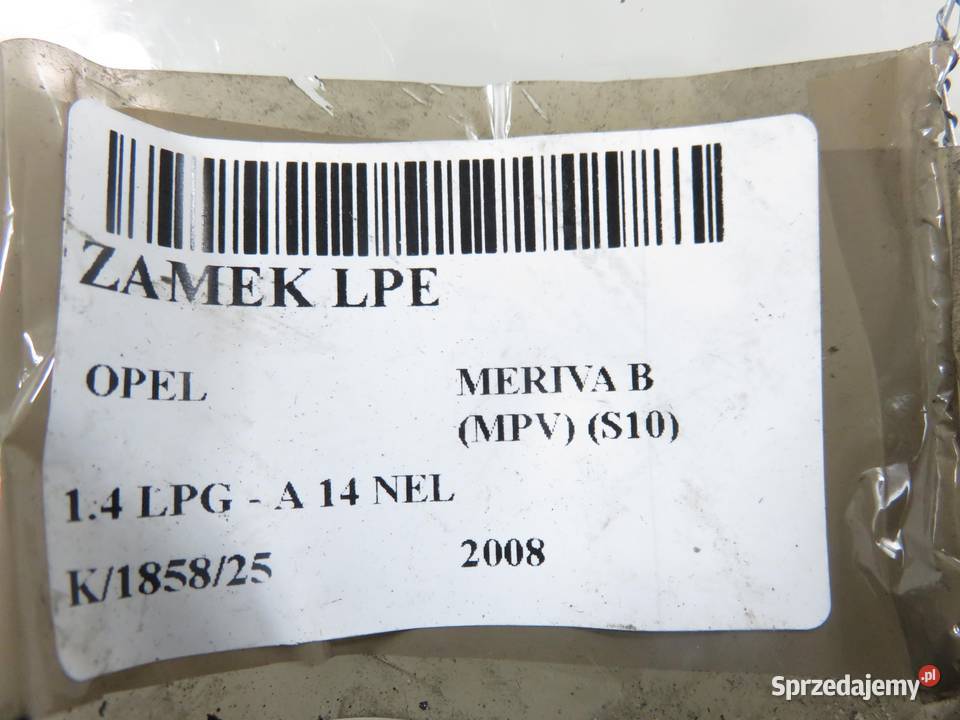 ZAMEK LPE
OPEL
MERIVA B
(MPV) (S10)
1.4 LPG - A 14 NEL
K/1858/25
2008
Sprzedajemy.pl